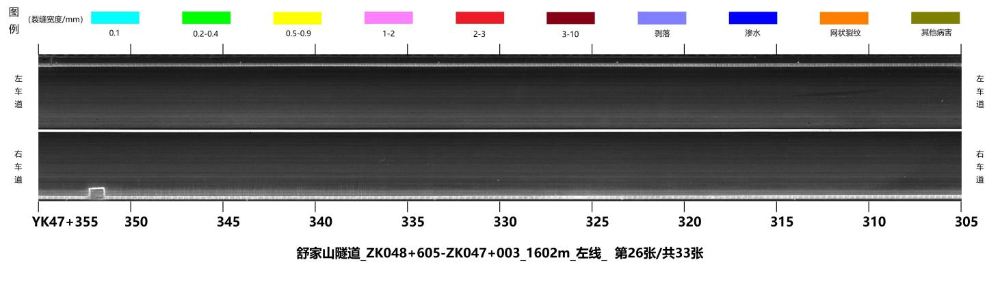 图例
(裂缝宽度/mm)
0.1 0.2-0.4 0.5-0.9 1-2 2-3 3-10 剥落 渗水 网状裂纹 其他病害
左车道 左车道
右车道 右车道
YK47+355 350 345 340 335 330 325 320 315 310 305
舒家山隧道_ZK048+605-ZK047+003_1602m_左线_ 第26张/共33张